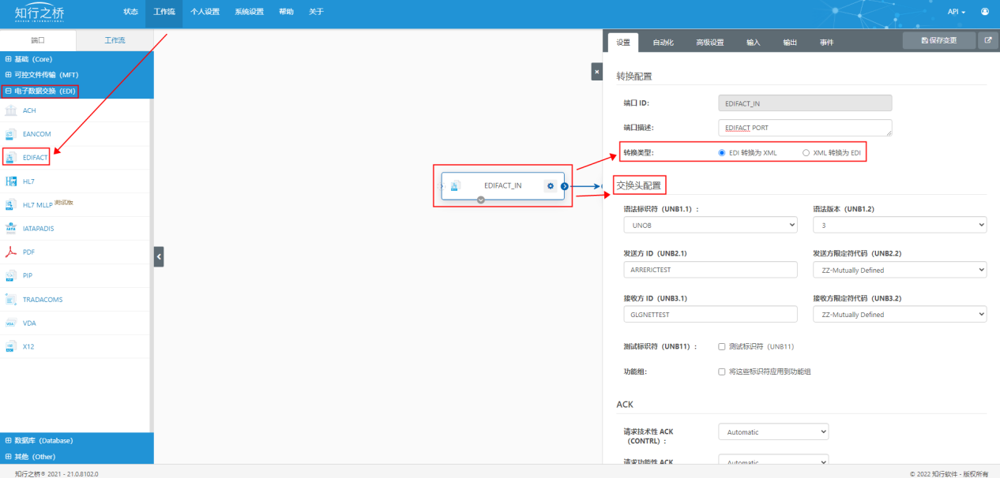 知行之桥
状态 工作流 个人设置 系统设置 帮助 关于 API
端口 工作流
基础（Core）
可控文件传输（MFT）
电子数据交换（EDI）
ACH
EANCOM
EDIFACT
HL7
HL7 MLLP 测试版
IATAPADIS
PDF
PIP
TRADACOMS
VDA
X12
数据库（Database）
其他（Other）
EDIFACT_IN
设置 自动化 高级设置 输入 输出 事件 保存变更
转换配置
端口 ID: EDIFACT_IN
端口描述: EDIFACT PORT
转换类型: EDI 转换为 XML XML 转换为 EDI
交换头配置
语法标识符（UNB1.1）: 语法版本（UNB1.2）
UNOB 3
发送方 ID（UNB2.1） 发送方限定符代码（UNB2.2）
ARRERICTEST ZZ-Mutually Defined
接收方 ID（UNB3.1） 接收方限定符代码（UNB3.2）
GLGNETTEST ZZ-Mutually Defined
测试标识符（UNB11）: 测试标识符（UNB11）
功能组: 将这些标识符应用到功能组
ACK
请求技术性 ACK Automatic
（CONTRL）:
请求功能性 ACK Automatic
知行之桥® 2021 - 21.0.8102.0 © 2022 知行软件 - 版权所有